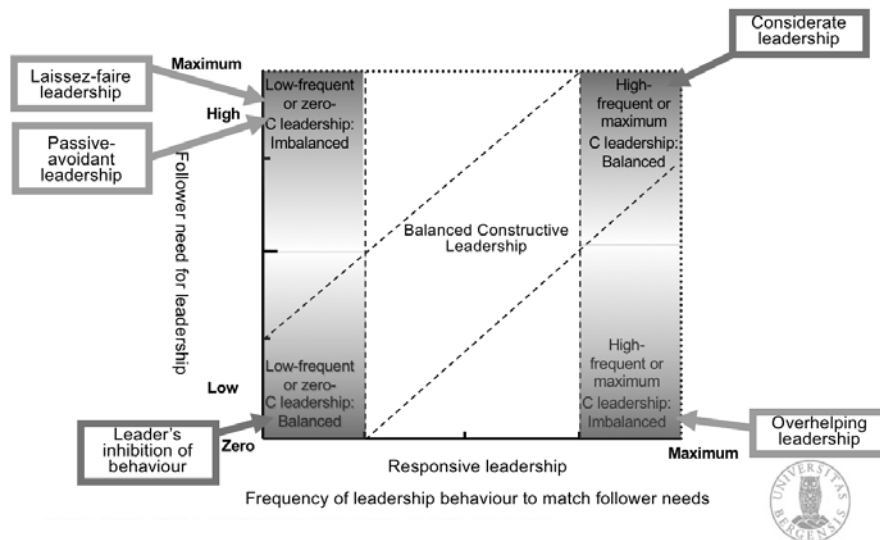 Considerate
leadership
Maximum
Laissez-faire
leadership
Low-frequent
or zero-
C leadership:
Imbalanced
High-
frequent or
maximum
C leadership:
Balanced
High
Passive-
avoidant
leadership
Follower need for leadership
Balanced Constructive
Leadership
Low-frequent
or zero-
C leadership:
Balanced
High-
frequent or
maximum
C leadership:
Imbalanced
Low
Leader's
inhibition of
behaviour
Overhelping
leadership
Zero
Maximum
Responsive leadership
Frequency of leadership behaviour to match follower needs
UNIVERSITAS
BERGENSIS